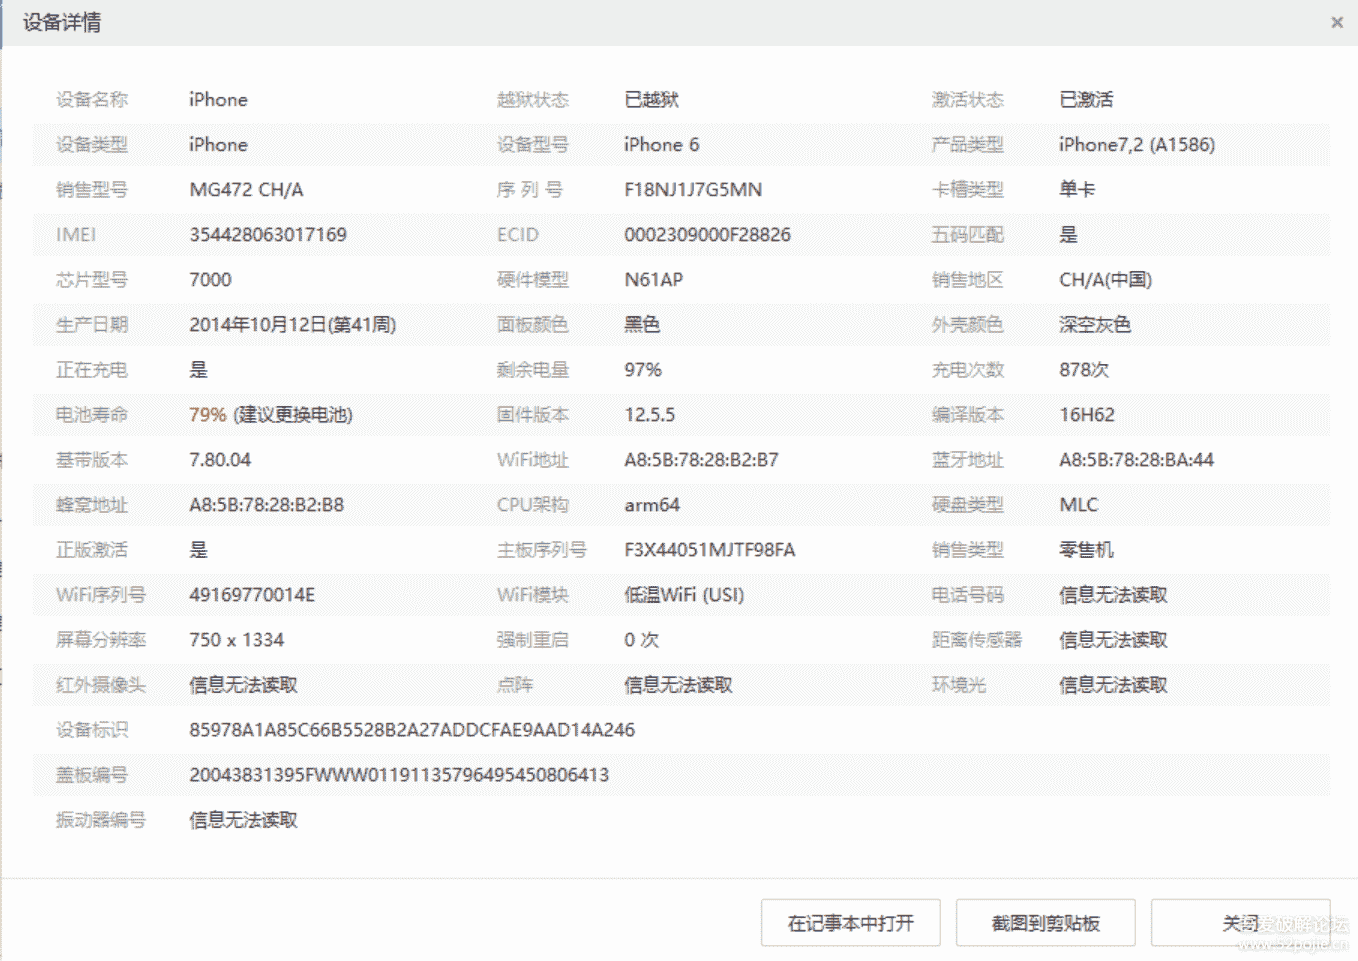 设备详情 ×
设备名称 iPhone 越狱状态 已越狱 激活状态 已激活
设备类型 iPhone 设备型号 iPhone 6 产品类型 iPhone7,2 (A1586)
销售型号 MG472 CH/A 序 列 号 F18NJ1J7G5MN 卡槽类型 单卡
IMEI 354428063017169 ECID 0002309000F28826 五码匹配 是
芯片型号 7000 硬件模型 N61AP 销售地区 CH/A(中国)
生产日期 2014年10月12日(第41周) 面板颜色 黑色 外壳颜色 深空灰色
正在充电 是 剩余电量 97% 充电次数 878次
电池寿命 79% (建议更换电池) 固件版本 12.5.5 编译版本 16H62
基带版本 7.80.04 WiFi地址 A8:5B:78:28:B2:B7 蓝牙地址 A8:5B:78:28:BA:44
蜂窝地址 A8:5B:78:28:B2:B8 CPU架构 arm64 硬盘类型 MLC
正版激活 是 主板序列号 F3X44051MJTF98FA 销售类型 零售机
WiFi序列号 49169770014E WiFi模块 低温WiFi (USI) 电话号码 信息无法读取
屏幕分辨率 750 x 1334 强制重启 0 次 距离传感器 信息无法读取
红外摄像头 信息无法读取 点阵 信息无法读取 环境光 信息无法读取
设备标识 85978A1A85C66B5528B2A27ADDCFAE9AAD14A246
盖板编号 20043831395FWWW01191135796495450806413
振动器编号 信息无法读取
在记事本中打开 截图到剪贴板 关闭
吾爱破解论坛
www.52pojie.cn